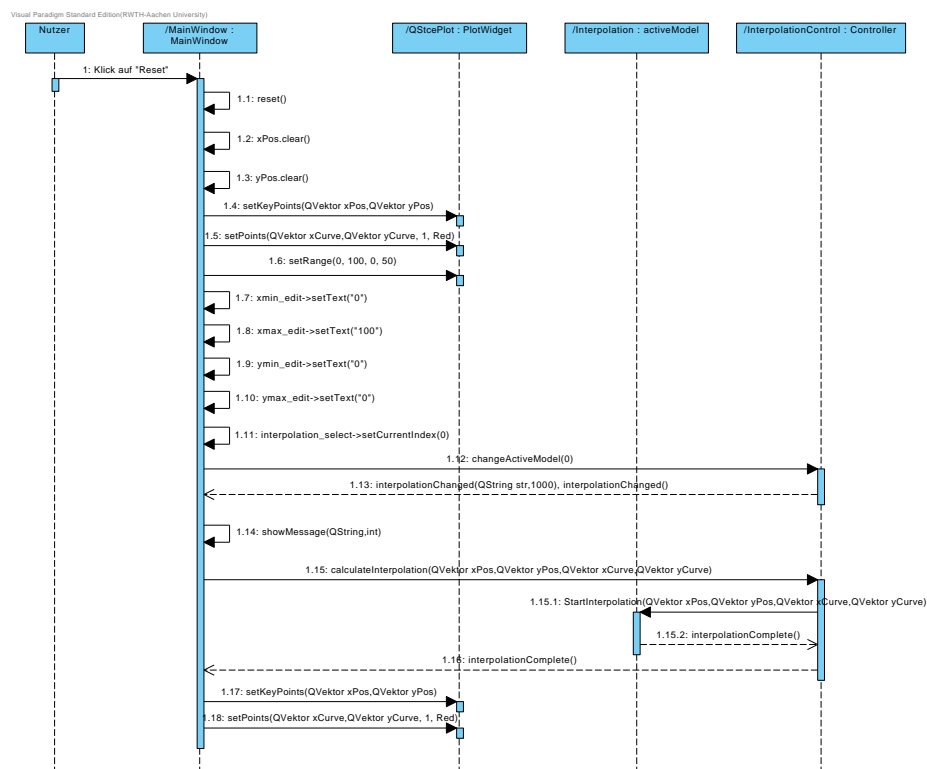 Visual Paradigm Standard Edition(RWTH-Aachen University)
Nutzer
/MainWindow :
MainWindow
/QStcePlot : PlotWidget
/Interpolation : activeModel
/InterpolationControl : Controller
1: Klick auf "Reset"
1.1: reset()
1.2: xPos.clear()
1.3: yPos.clear()
1.4: setKeyPoints(QVektor xPos,QVektor yPos)
1.5: setPoints(QVektor xCurve,QVektor yCurve, 1, Red)
1.6: setRange(0, 100, 0, 50)
1.7: xmin_edit->setText("0")
1.8: xmax_edit->setText("100")
1.9: ymin_edit->setText("0")
1.10: ymax_edit->setText("0")
1.11: interpolation_select->setCurrentIndex(0)
1.12: changeActiveModel(0)
1.13: interpolationChanged(QString str,1000), interpolationChanged()
1.14: showMessage(QString,int)
1.15: calculateInterpolation(QVektor xPos,QVektor yPos,QVektor xCurve,QVektor yCurve)
1.15.1: StartInterpolation(QVektor xPos,QVektor yPos,QVektor xCurve,QVektor yCurve)
1.15.2: interpolationComplete()
1.16: interpolationComplete()
1.17: setKeyPoints(QVektor xPos,QVektor yPos)
1.18: setPoints(QVektor xCurve,QVektor yCurve, 1, Red)